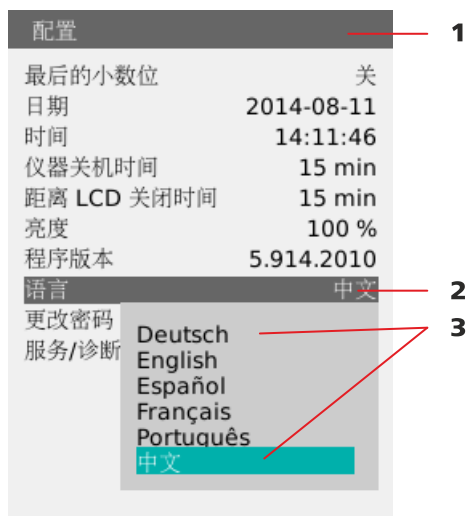 配置 1
最后的小数位 关
日期 2014-08-11
时间 14:11:46
仪器关机时间 15 min
距离 LCD 关闭时间 15 min
亮度 100 %
程序版本 5.914.2010
语言 中文 2
更改密码 3
服务/诊断
Deutsch
English
Español
Français
Português
中文